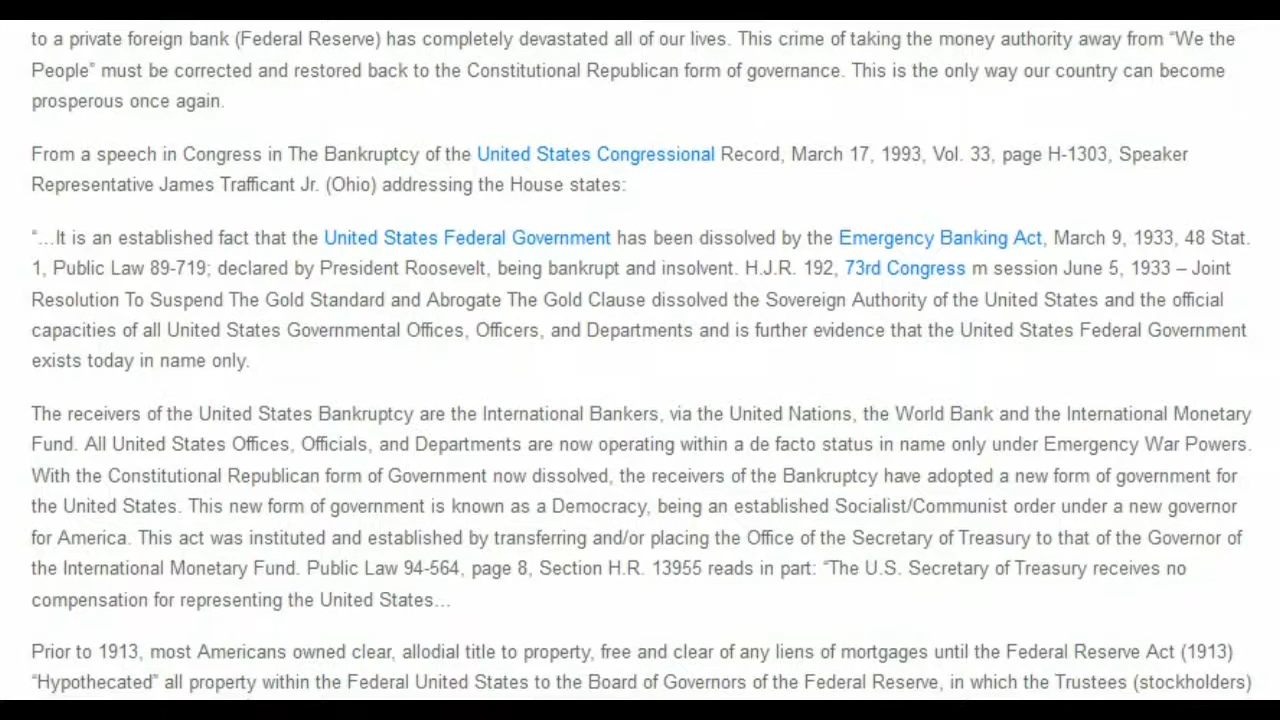 to a private foreign bank (Federal Reserve) has completely devastated all of our lives. This crime of taking the money authority away from “We the
People” must be corrected and restored back to the Constitutional Republican form of governance. This is the only way our country can become
prosperous once again.
From a speech in Congress in The Bankruptcy of the United States Congressional Record, March 17, 1993, Vol. 33, page H-1303, Speaker
Representative James Trafficant Jr. (Ohio) addressing the House states:
“…It is an established fact that the United States Federal Government has been dissolved by the Emergency Banking Act, March 9, 1933, 48 Stat.
1, Public Law 89-719; declared by President Roosevelt, being bankrupt and insolvent. H.J.R. 192, 73rd Congress m session June 5, 1933 – Joint
Resolution To Suspend The Gold Standard and Abrogate The Gold Clause dissolved the Sovereign Authority of the United States and the official
capacities of all United States Governmental Offices, Officers, and Departments and is further evidence that the United States Federal Government
exists today in name only.
The receivers of the United States Bankruptcy are the International Bankers, via the United Nations, the World Bank and the International Monetary
Fund. All United States Offices, Officials, and Departments are now operating within a de facto status in name only under Emergency War Powers.
With the Constitutional Republican form of Government now dissolved, the receivers of the Bankruptcy have adopted a new form of government for
the United States. This new form of government is known as a Democracy, being an established Socialist/Communist order under a new governor
for America. This act was instituted and established by transferring and/or placing the Office of the Secretary of Treasury to that of the Governor of
the International Monetary Fund. Public Law 94-564, page 8, Section H.R. 13955 reads in part: “The U.S. Secretary of Treasury receives no
compensation for representing the United States…
Prior to 1913, most Americans owned clear, allodial title to property, free and clear of any liens of mortgages until the Federal Reserve Act (1913)
“Hypothecated” all property within the Federal United States to the Board of Governors of the Federal Reserve, in which the Trustees (stockholders)